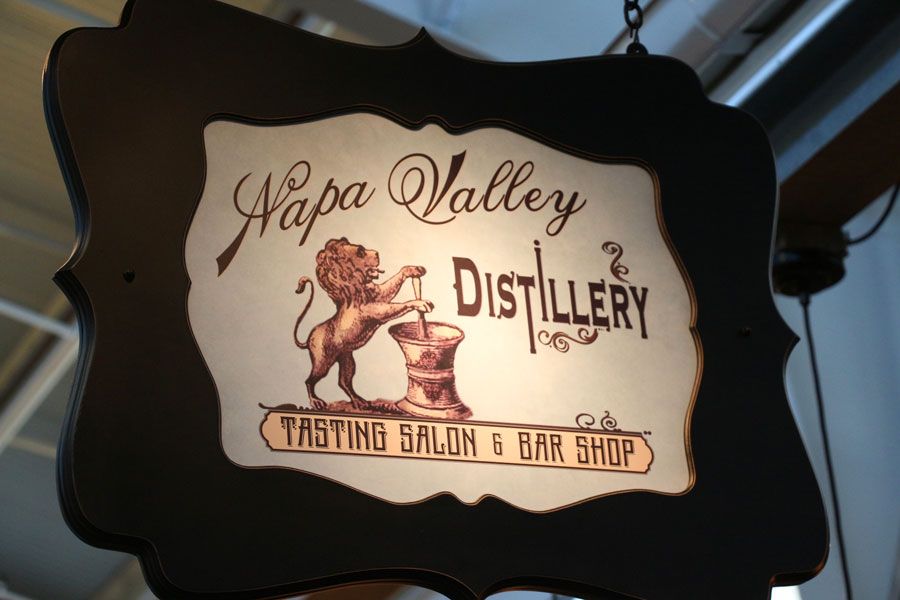 Napa Valley
DISTILLERY
TASTING SALON & BAR SHOP